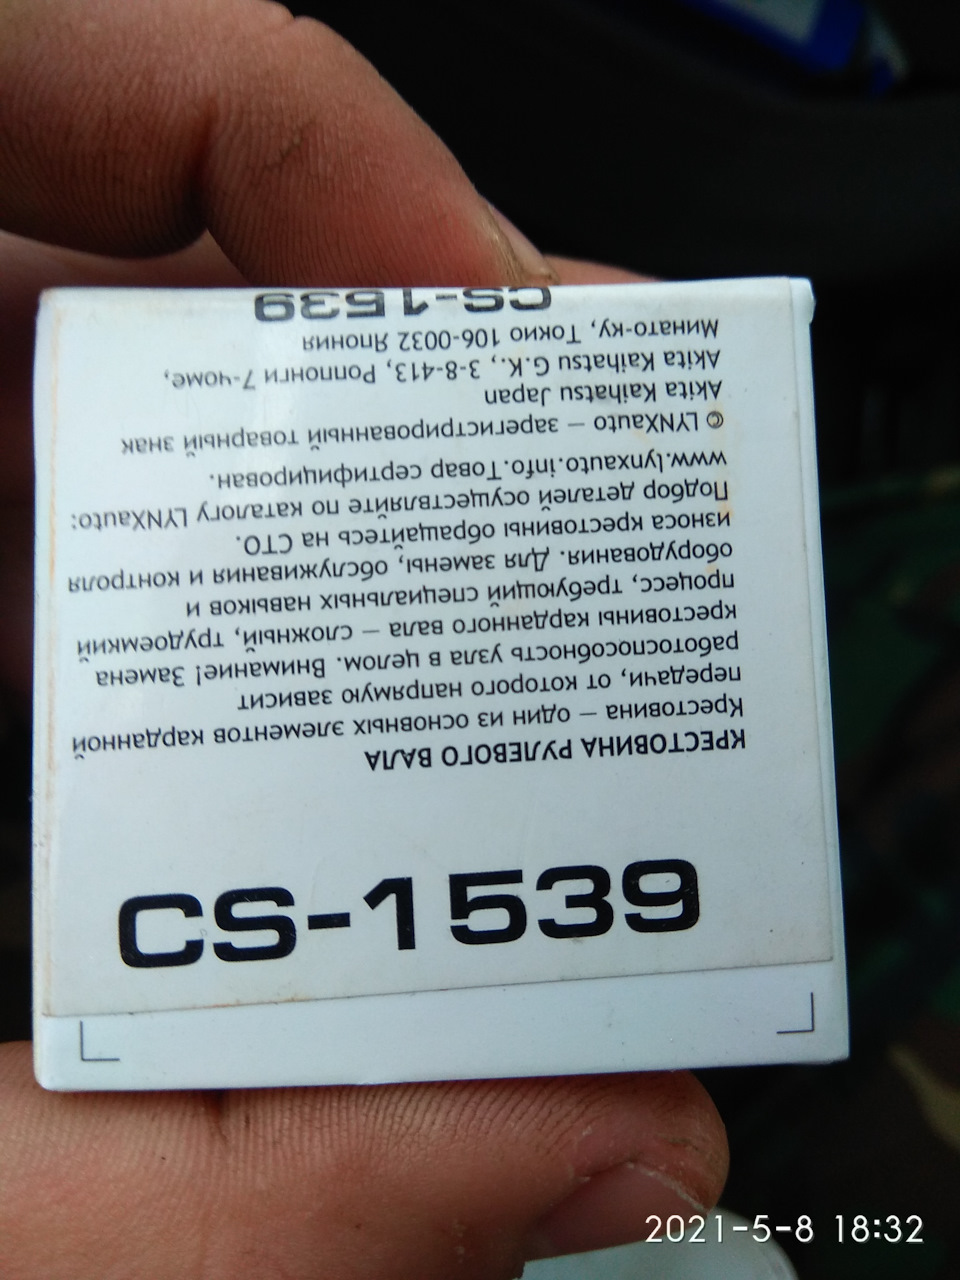 CS-1539
КРЕСТОВИНА РУЛЕВОГО ВАЛА
Крестовина – один из основных элементов карданной
передачи, от которого напрямую зависит
работоспособность узла в целом. Внимание! Замена
крестовины карданного вала – сложный, трудоемкий
процесс, требующий специальных навыков и
оборудования. Для замены, обслуживания и контроля
износа крестовины обращайтесь на СТО.
Подбор деталей осуществляйте по каталогу LYNXauto:
www.lynxauto.info.Товар сертифицирован.
© LYNXauto – зарегистрированный товарный знак
Akita Kaihatsu Japan
Akita Kaihatsu G.K., 3-8-413, Роппонги 7-чоме,
Минато-ку, Токио 106-0032 Япония
CS-1539
2021-5-8 18:32